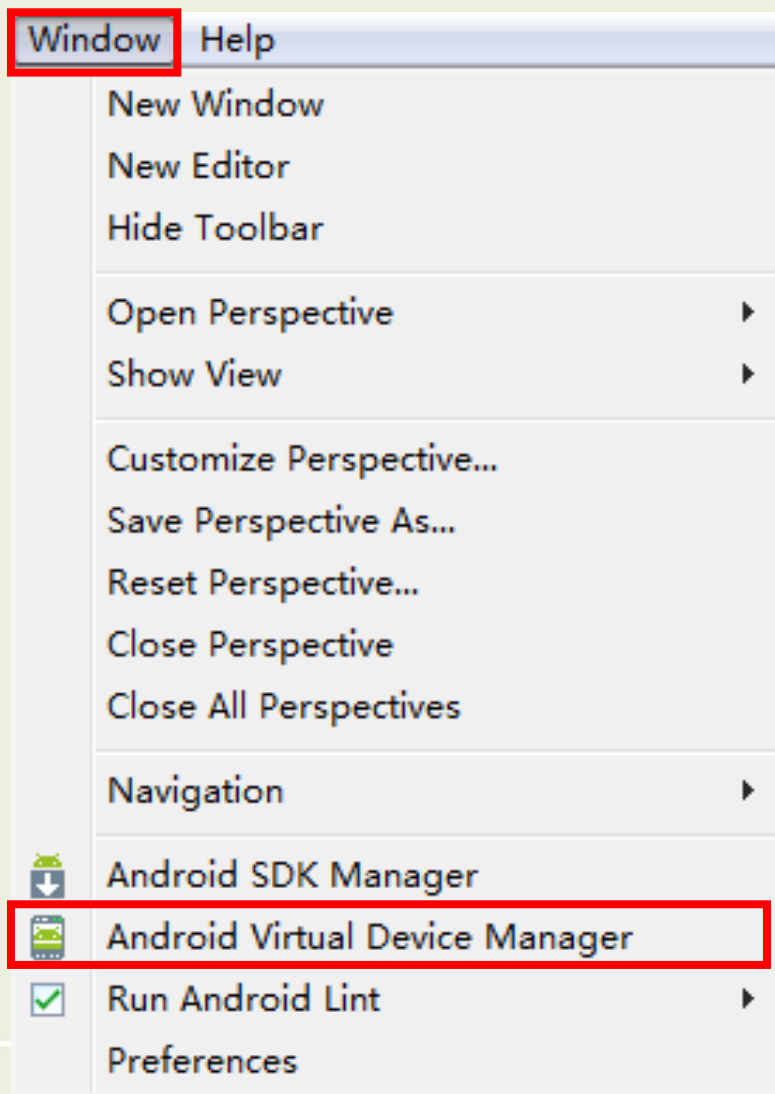 Window Help
New Window
New Editor
Hide Toolbar
Open Perspective
Show View
Customize Perspective...
Save Perspective As...
Reset Perspective...
Close Perspective
Close All Perspectives
Navigation
Android SDK Manager
Android Virtual Device Manager
Run Android Lint
Preferences